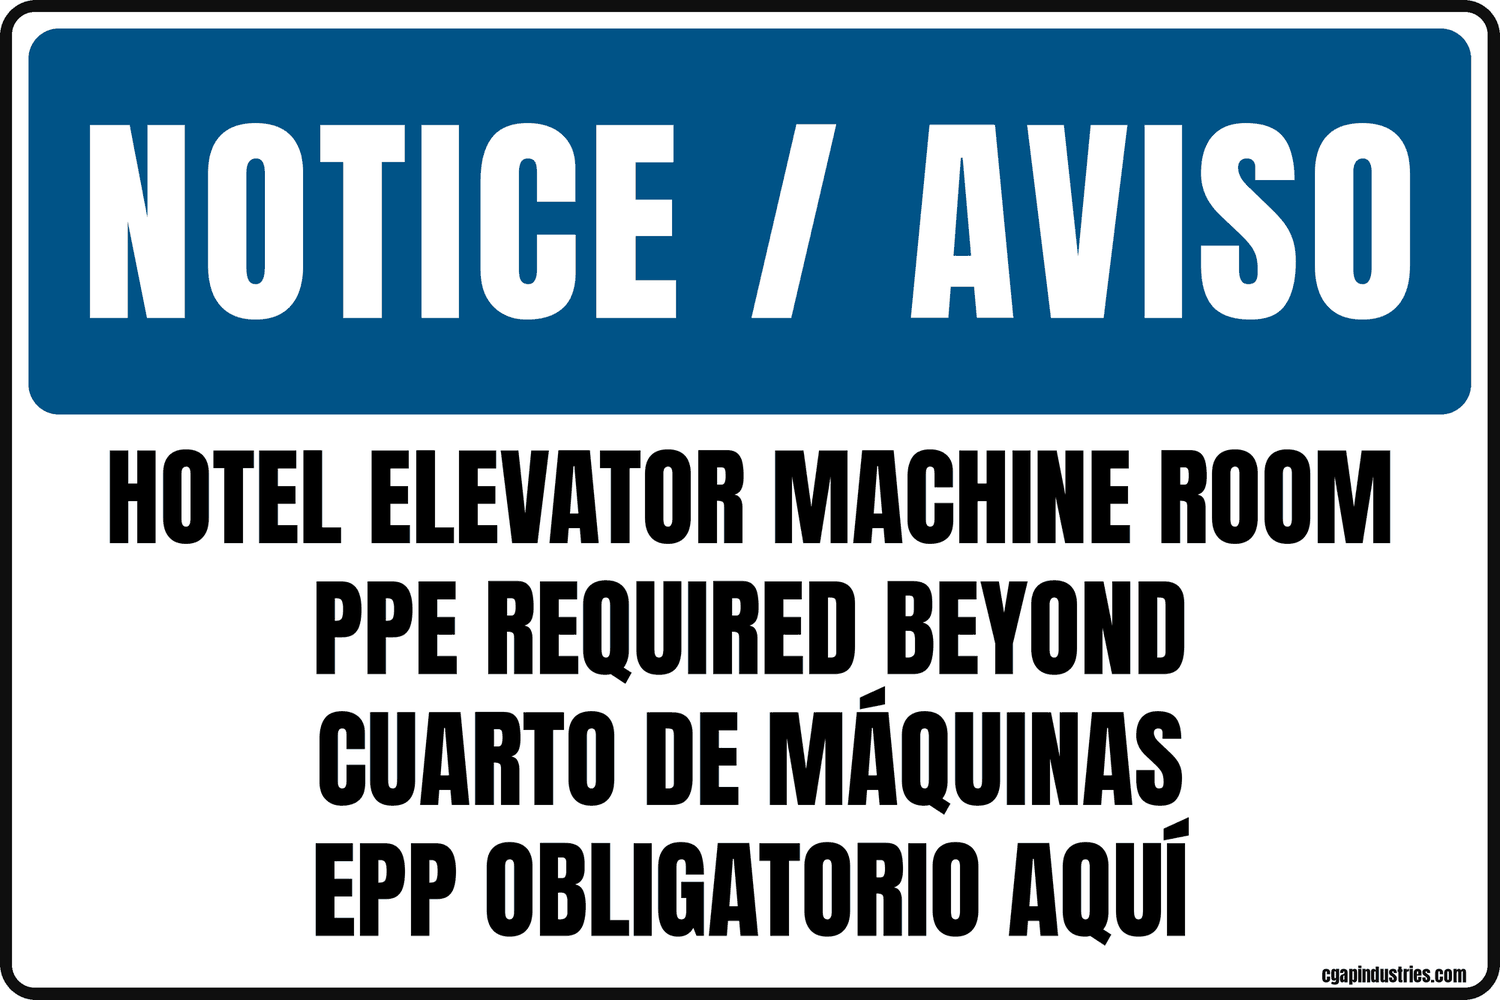 NOTICE / AVISO
HOTEL ELEVATOR MACHINE ROOM
PPE REQUIRED BEYOND
CUARTO DE MÁQUINAS
EPP OBLIGATORIO AQUÍ
cgapindustries.com